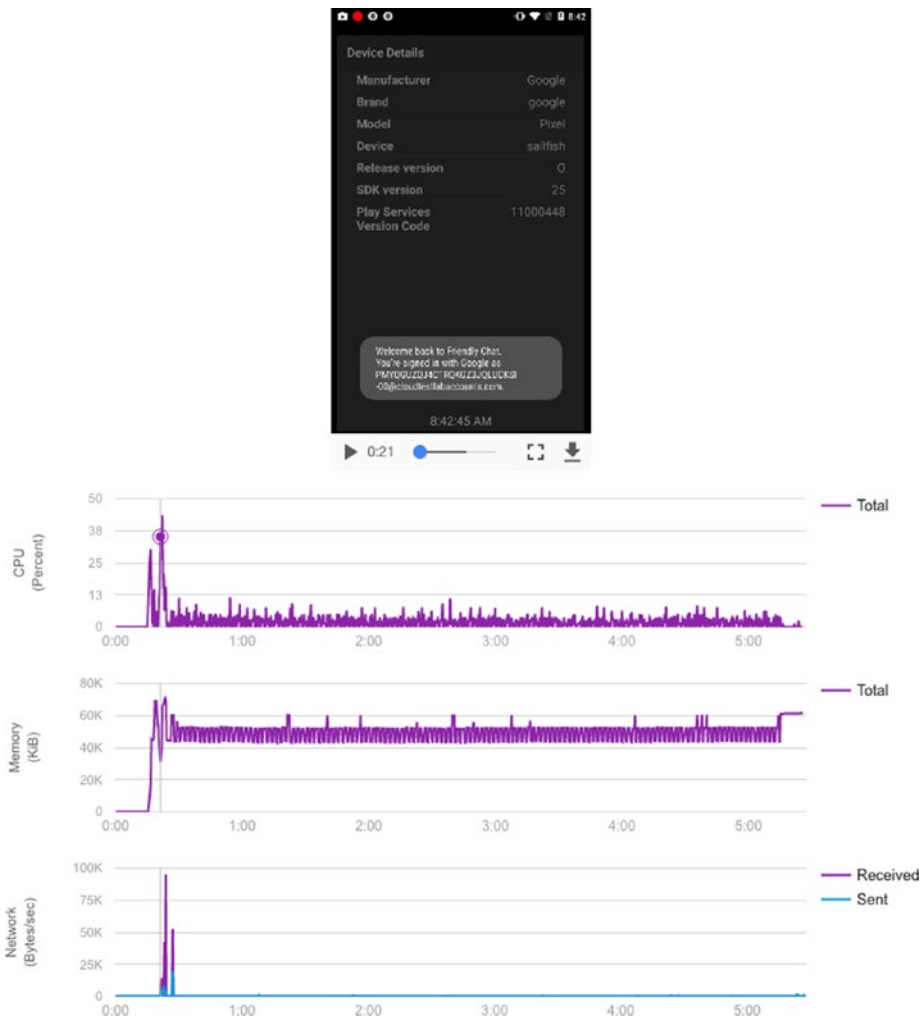 8:42
Device Details
Manufacturer Google
Brand google
Model Pixel
Device sailfish
Release version O
SDK version 25
Play Services 11000448
Version Code
Welcome back to Friendly Chat.
You're signed in with Google as
8:42:45 AM
0:21
50
38
25
13
0
CPU
(Percent)
Total
0:00 1:00 2:00 3:00 4:00 5:00
80K
60K
40K
20K
0
Memory
(KiB)
Total
0:00 1:00 2:00 3:00 4:00 5:00
100K
75K
50K
25K
0
Network
(Bytes/sec)
Received
Sent
0:00 1:00 2:00 3:00 4:00 5:00